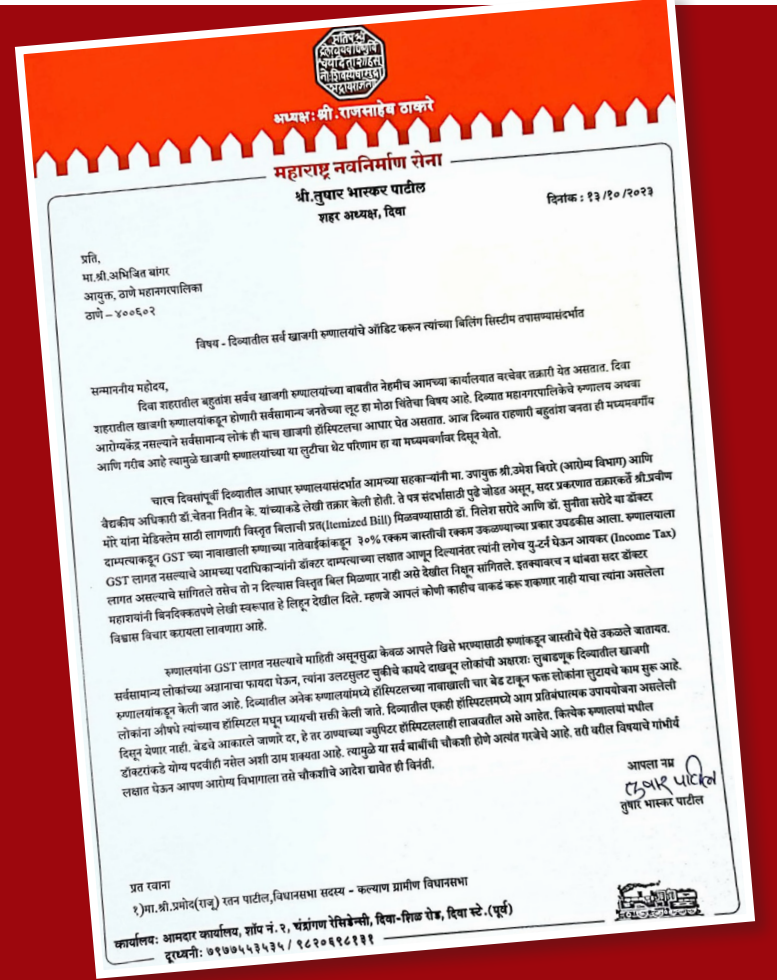 प्रतिपश्चं
अध्यक्ष: श्री.राजसाहेब ठाकरे
महाराष्ट्र नवनिर्माण सेना
श्री.तुषार भास्कर पाटील
शहर अध्यक्ष, दिवा
दिनांक : १३/१०/२०२३
प्रति,
मा.श्री.अभिजित बांगर
आयुक्त, ठाणे महानगरपालिका
ठाणे – ४००६०२
विषय - दिव्यातील सर्व खाजगी रुग्णालयांचे ऑडिट करून त्यांच्या बिलिंग सिस्टीम तपासण्यासंदर्भात
सन्माननीय महोदय,
दिवा शहरातील बहुतांश सर्वच खाजगी रुग्णालयांच्या बाबतीत नेहमीच आमच्या कार्यालयात वरचेवर तक्रारी येत असतात. दिवा
शहरातील खाजगी रुग्णालयांकडून होणारी सर्वसामान्य जनतेच्या लूट हा मोठा चिंतेचा विषय आहे. दिव्यात महानगरपालिकेचे रुग्णालय अथवा
आरोग्यकेंद्र नसल्याने सर्वसामान्य लोकं ही याच खाजगी हॉस्पिटलचा आधार घेत असतात. आज दिव्यात राहणारी बहुतांश जनता ही मध्यमवर्गीय
आणि गरीब आहे त्यामुळे खाजगी रुग्णालयांच्या या लुटीचा थेट परिणाम हा या मध्यमवर्गावर दिसून येतो.
चारच दिवसांपूर्वी दिव्यातील आधार रुग्णालयासंदर्भात आमच्या सहकाऱ्यांनी मा. उपायुक्त श्री.उमेश बिरारे (आरोग्य विभाग) आणि
वैद्यकीय अधिकारी डॉ.चेतना नितीन के. यांच्याकडे लेखी तक्रार केली होती. ते पत्र संदर्भासाठी पुढे जोडत असून, सदर प्रकरणात तक्रारकर्ते श्री.प्रवीण
मोरे यांना मेडिक्लेम साठी लागणारी विस्तृत बिलाची प्रत(Itemized Bill) मिळवण्यासाठी डॉ. निलेश सरोदे आणि डॉ. सुनीता सरोदे या डॉक्टर
दाम्पत्याकडून GST च्या नावाखाली रुग्णाच्या नातेवाईकांकडून ३०% रक्कम जास्तीची रक्कम उकळण्याच्या प्रकार उघडकीस आला. रुग्णालयाला
GST लागत नसल्याचे आमच्या पदाधिकाऱ्यांनी डॉक्टर दाम्पत्याच्या लक्षात आणून दिल्यानंतर त्यांनी लगेच यु-टर्न घेऊन आयकर (Income Tax)
लागत असल्याचे सांगितले तसेच तो न दिल्यास विस्तृत बिल मिळणार नाही असे देखील निक्षून सांगितले. इतक्यावरच न थांबता सदर डॉक्टर
महाशयांनी बिनदिक्कतपणे लेखी स्वरूपात हे लिहून देखील दिले. म्हणजे आपलं कोणी काहीच वाकडं करू शकणार नाही याचा त्यांना असलेला
विश्वास विचार करायला लावणारा आहे.
रुग्णालयांना GST लागत नसल्याचे माहिती असूनसुद्धा केवळ आपले खिसे भरण्यासाठी रुग्णांकडून जास्तीचे पैसे उकळले जातायत.
सर्वसामान्य लोकांच्या अज्ञानाचा फायदा घेऊन, त्यांना उलटसुलट चुकीचे कायदे दाखवून लोकांची अक्षरशः लुबाडणूक दिव्यातील खाजगी
रुग्णालयांकडून केली जात आहे. दिव्यातील अनेक रुग्णालयांमध्ये हॉस्पिटलच्या नावाखाली चार बेड टाकून फक्त लोकांना लुटायचे काम सुरू आहे.
लोकांना औषधे त्यांच्याच हॉस्पिटल मधून घ्यायची सक्ती केली जाते. दिव्यातील एकही हॉस्पिटलमध्ये आग प्रतिबंधात्मक उपाययोजना असलेली
दिसून येणार नाही. बेडचे आकारले जाणारे दर, हे तर ठाण्याच्या ज्युपिटर हॉस्पिटललाही लाजवतील असे आहेत. कित्येक रुग्णालयां मधील
डॉक्टरांकडे योग्य पदवीही नसेल अशी ठाम शक्यता आहे. त्यामुळे या सर्व बाबींची चौकशी होणे अत्यंत गरजेचे आहे. तरी वरील विषयाचे गांभीर्य
लक्षात घेऊन आपण आरोग्य विभागाला तसे चौकशीचे आदेश द्यावेत ही विनंती.
आपला नम्र
तुषार पाटील
तुषार भास्कर पाटील
प्रत रवाना
१)मा.श्री.प्रमोद(राजू) रतन पाटील,विधानसभा सदस्य - कल्याण ग्रामीण विधानसभा
कार्यालय: आमदार कार्यालय, शॉप नं. २, चंद्रांगण रेसिडेन्सी, दिवा-शिळ रोड, दिवा स्टे.(पूर्व)
दूरध्वनी: ७९७७५५३५३५ / ९८२०६९८१३१